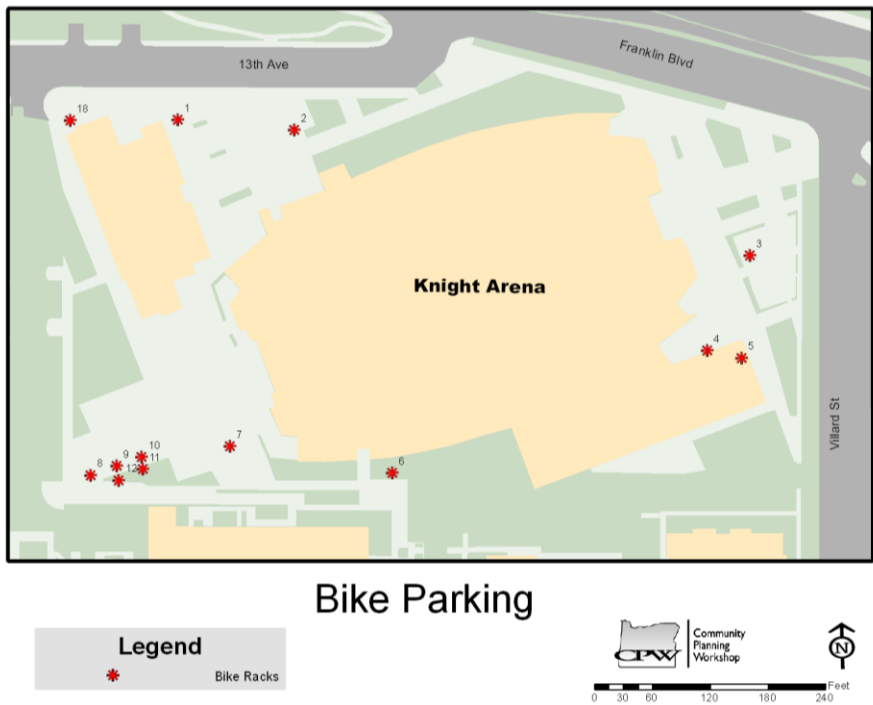 13th Ave
Franklin Blvd
18
1
2
3
Knight Arena
4
5
Villard St
7
10
9
11
8
12
6
Bike Parking
Legend
Bike Racks
CPW
Community
Planning
Workshop
N
Feet
0 30 60 120 180 240